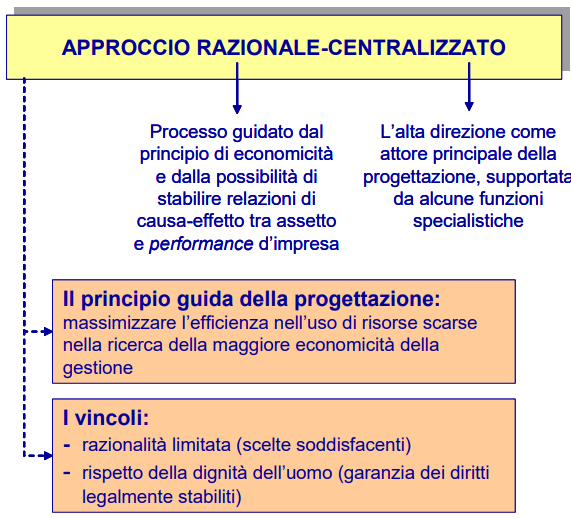 APPROCCIO RAZIONALE-CENTRALIZZATO
Processo guidato dal
principio di economicità
e dalla possibilità di
stabilire relazioni di
causa-effetto tra assetto
e performance d'impresa
L'alta direzione come
attore principale della
progettazione, supportata
da alcune funzioni
specialistiche
Il principio guida della progettazione:
massimizzare l'efficienza nell'uso di risorse scarse
nella ricerca della maggiore economicità della
gestione
I vincoli:
- razionalità limitata (scelte soddisfacenti)
- rispetto della dignità dell'uomo (garanzia dei diritti
legalmente stabiliti)